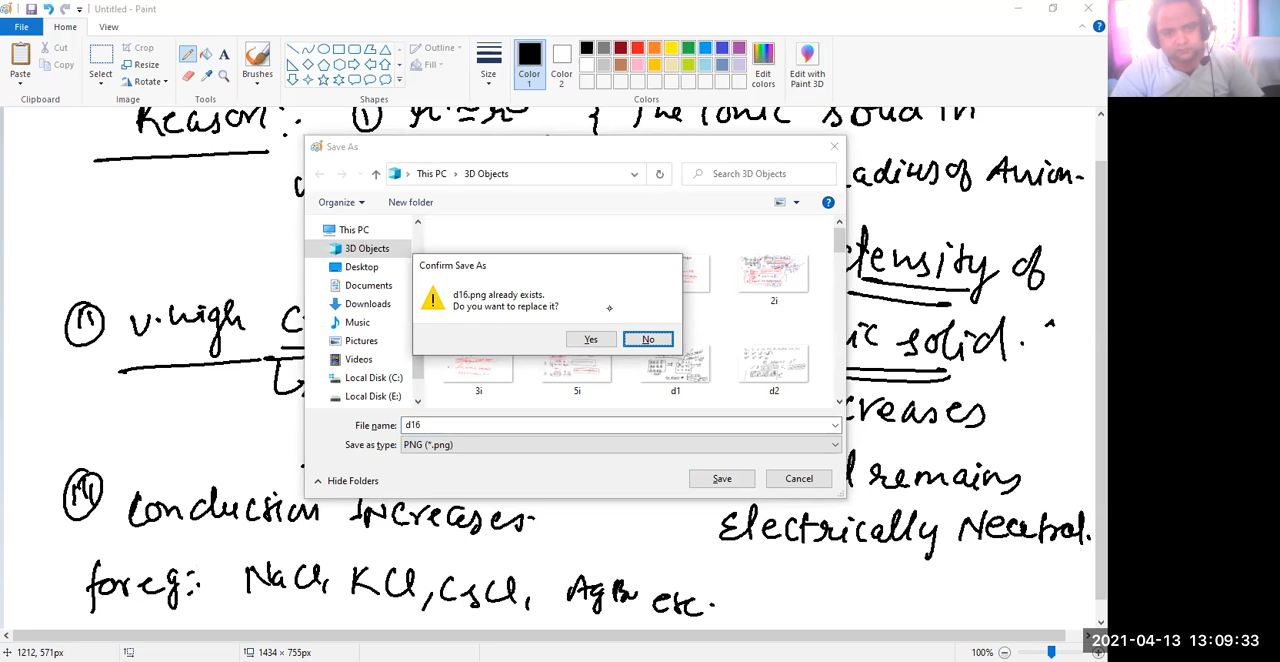 Untitled - Paint
File Home View
Paste Cut Copy Clipboard
Select Crop Resize Rotate Image
Tools
Brushes
Outline Fill Shapes
Size
Color 1 Color 2 Edit colors Colors
Edit with Paint 3D
Reason: (I) The Ionic solid in
adius of Anion.
tensity of
(II) v.high C ic solid.
creases
d remains
(III) Conduction Increases.
Electrically Neutral.
for eg: NaCl, KCl, CsCl, AgBr etc.
Save As
This PC > 3D Objects Search 3D Objects
Organize New folder
This PC
3D Objects
Desktop
Documents
Downloads
Music
Pictures
Videos
Local Disk (C:)
Local Disk (E:)
2i
3i 5i d1 d2
Confirm Save As
d16.png already exists.
Do you want to replace it?
Yes No
File name: d16
Save as type: PNG (*.png)
Hide Folders Save Cancel
1212, 571px 1434 × 755px 100%
2021-04-13 13:09:33